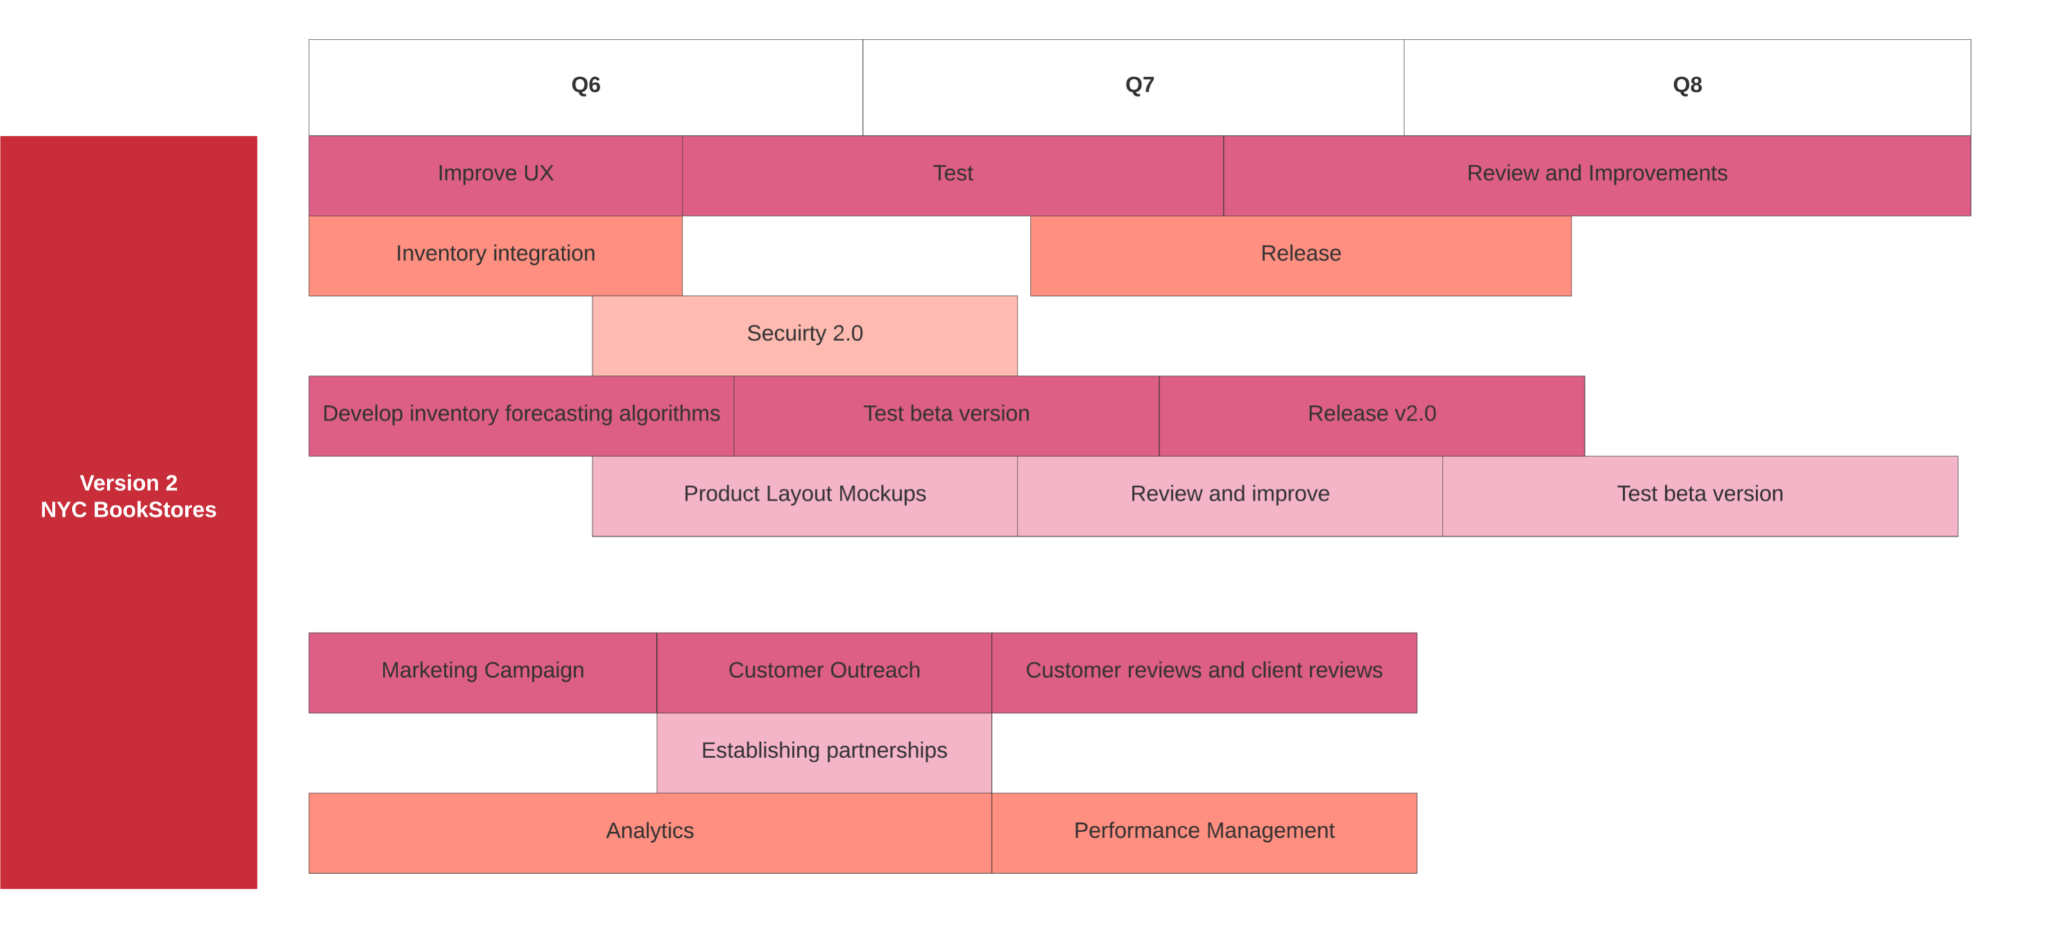 Q6
Q7
Q8
Improve UX
Test
Review and Improvements
Inventory integration
Release
Secuirty 2.0
Develop inventory forecasting algorithms
Test beta version
Release v2.0
Version 2
NYC BookStores
Product Layout Mockups
Review and improve
Test beta version
Marketing Campaign
Customer Outreach
Customer reviews and client reviews
Establishing partnerships
Analytics
Performance Management